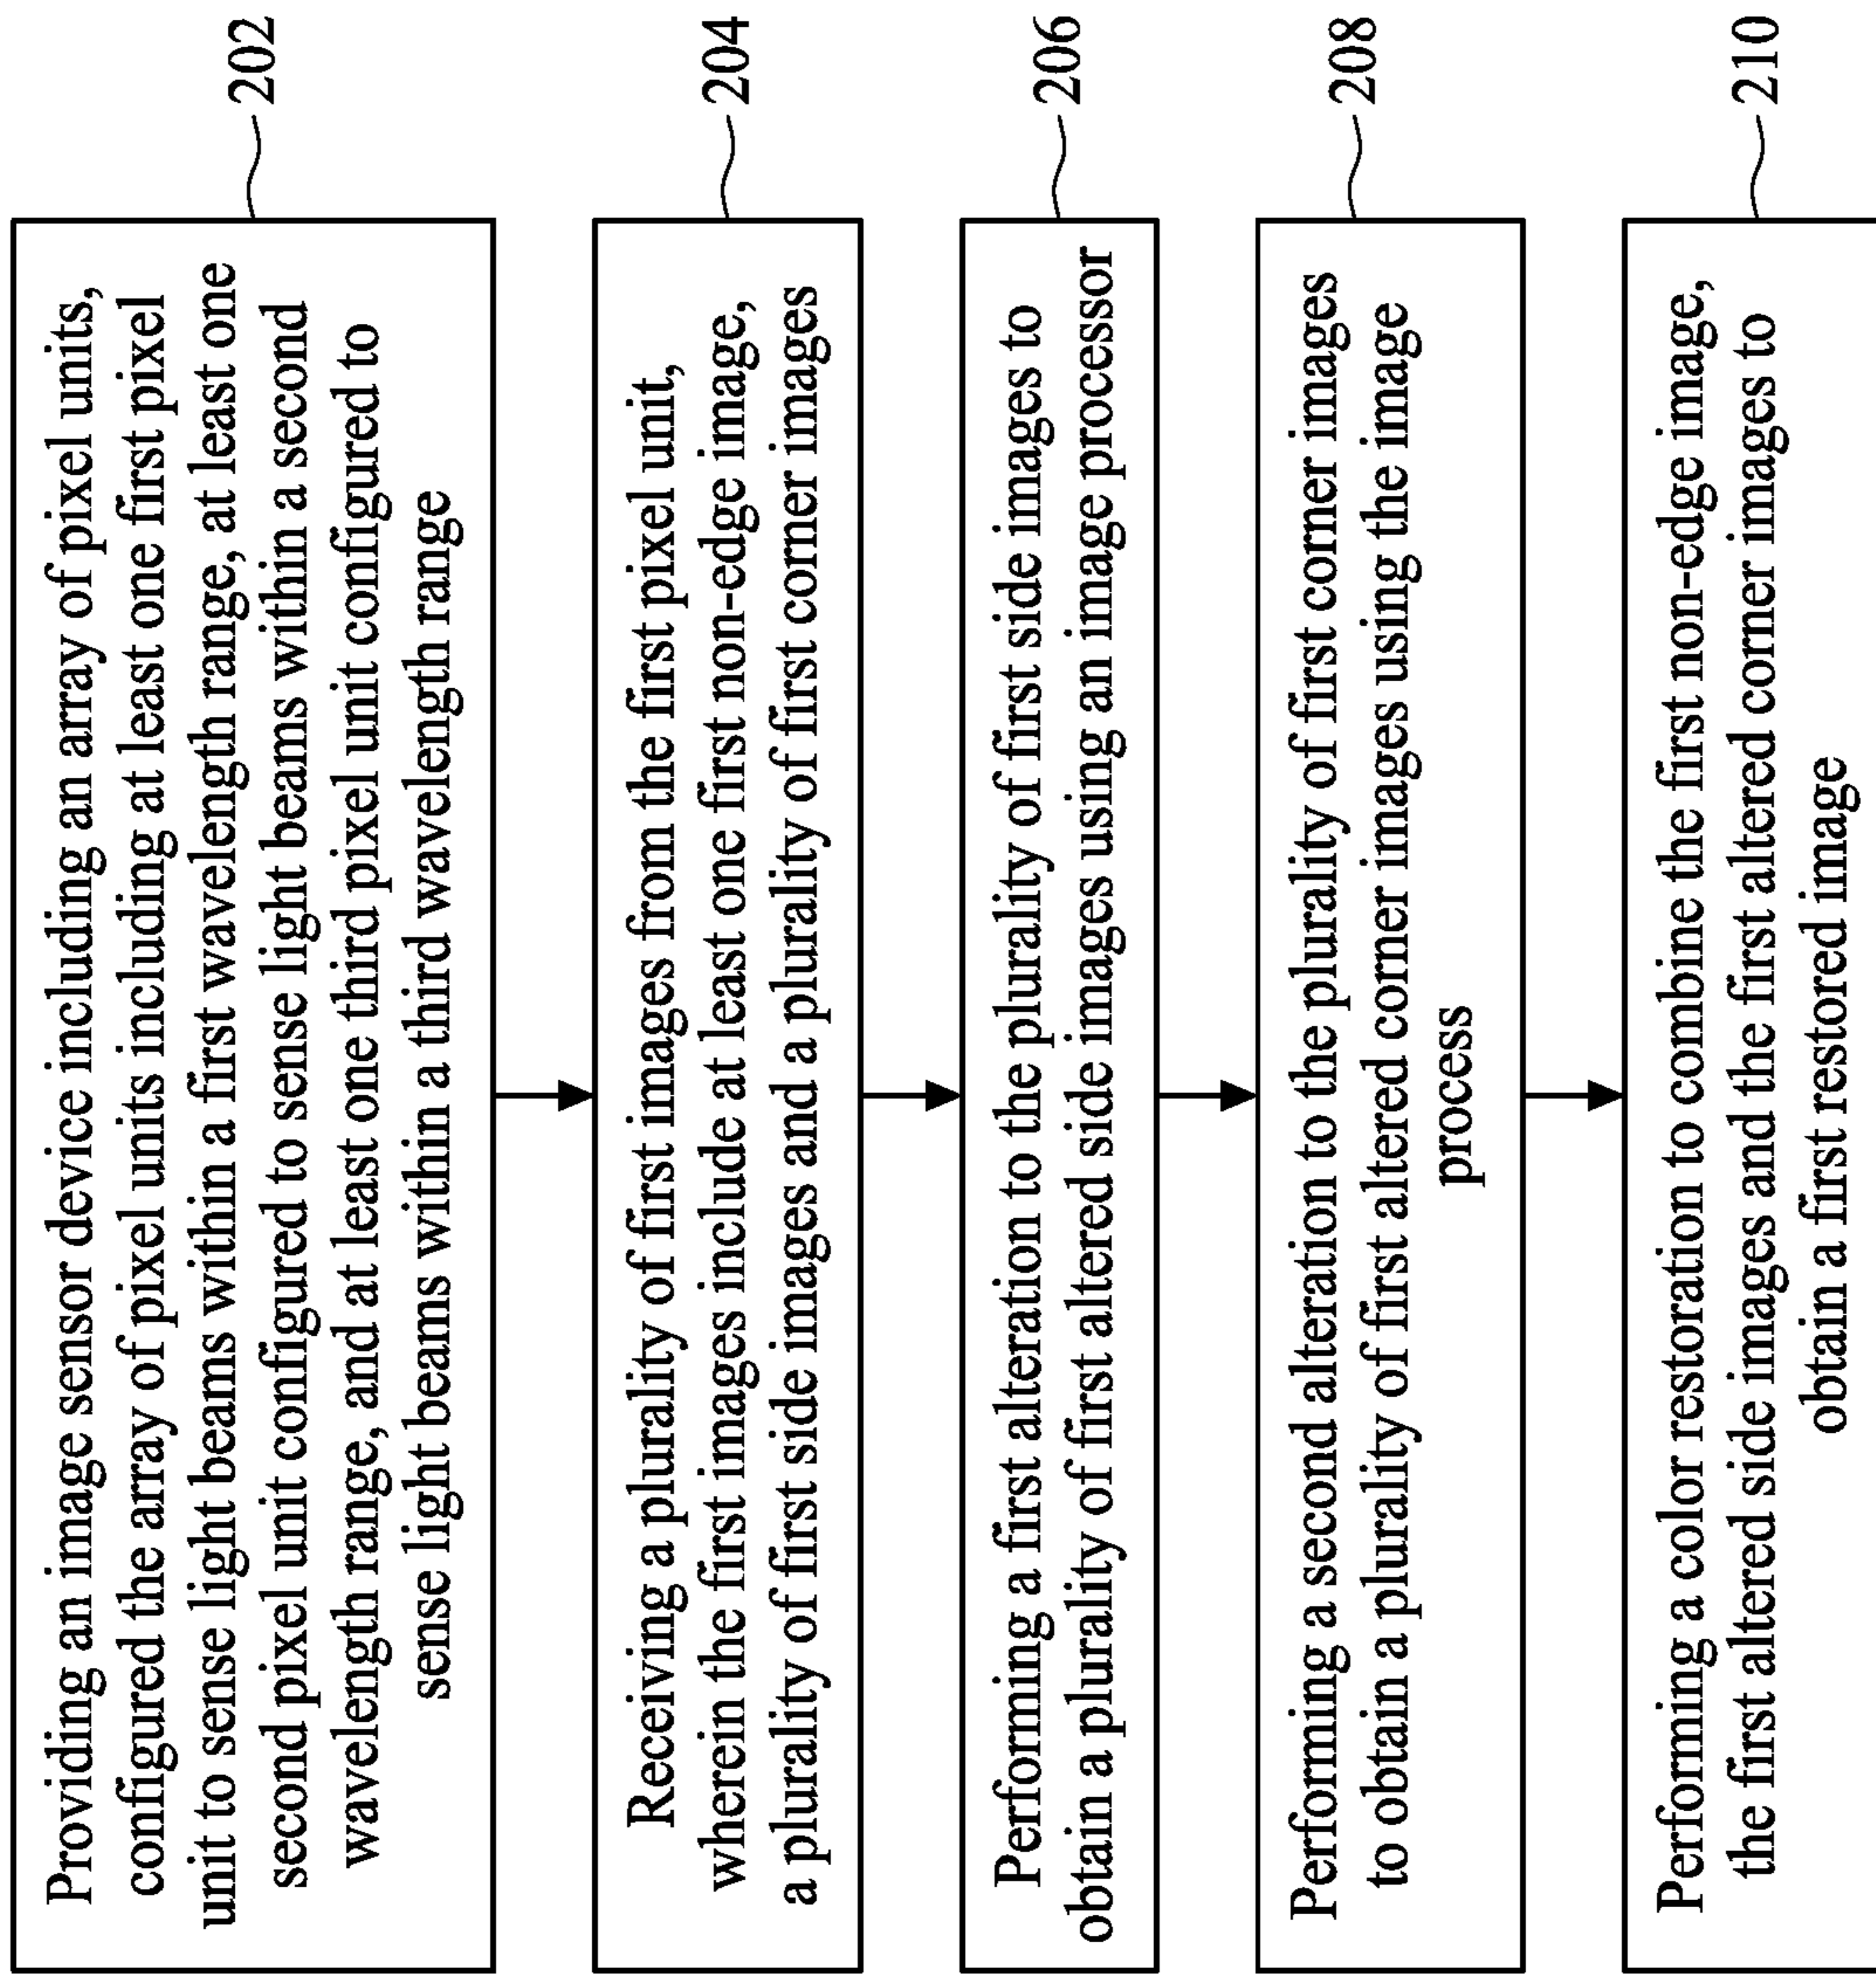 Providing an image sensor device including an array of pixel units,
configured the array of pixel units including at least one first pixel
unit to sense light beams within a first wavelength range, at least one
second pixel unit configured to sense light beams within a second
wavelength range, and at least one third pixel unit configured to
sense light beams within a third wavelength range
202
Receiving a plurality of first images from the first pixel unit,
wherein the first images include at least one first non-edge image,
a plurality of first side images and a plurality of first corner images
204
Performing a first alteration to the plurality of first side images to
obtain a plurality of first altered side images using an image processor
206
Performing a second alteration to the plurality of first corner images
to obtain a plurality of first altered corner images using the image
process
208
Performing a color restoration to combine the first non-edge image,
the first altered side images and the first altered corner images to
obtain a first restored image
210